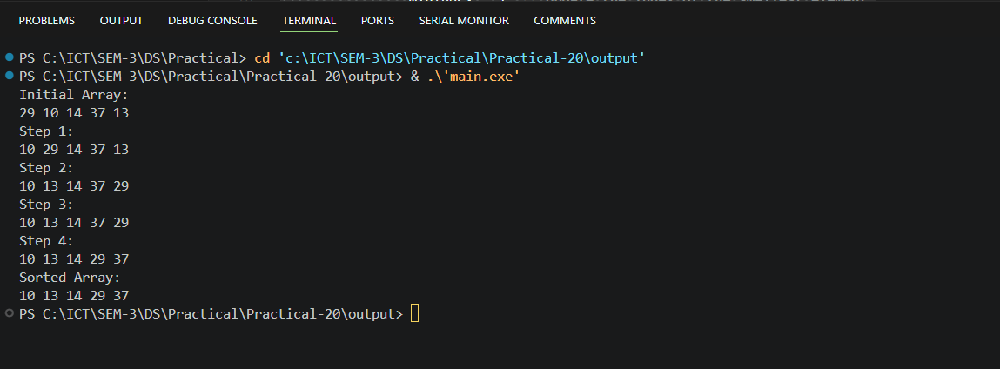 PROBLEMS OUTPUT DEBUG CONSOLE TERMINAL PORTS SERIAL MONITOR COMMENTS
PS C:\ICT\SEM-3\DS\Practical> cd 'c:\ICT\SEM-3\DS\Practical\Practical-20\output'
PS C:\ICT\SEM-3\DS\Practical\Practical-20\output> & .\'main.exe'
Initial Array:
29 10 14 37 13
Step 1:
10 29 14 37 13
Step 2:
10 13 14 37 29
Step 3:
10 13 14 37 29
Step 4:
10 13 14 29 37
Sorted Array:
10 13 14 29 37
PS C:\ICT\SEM-3\DS\Practical\Practical-20\output>